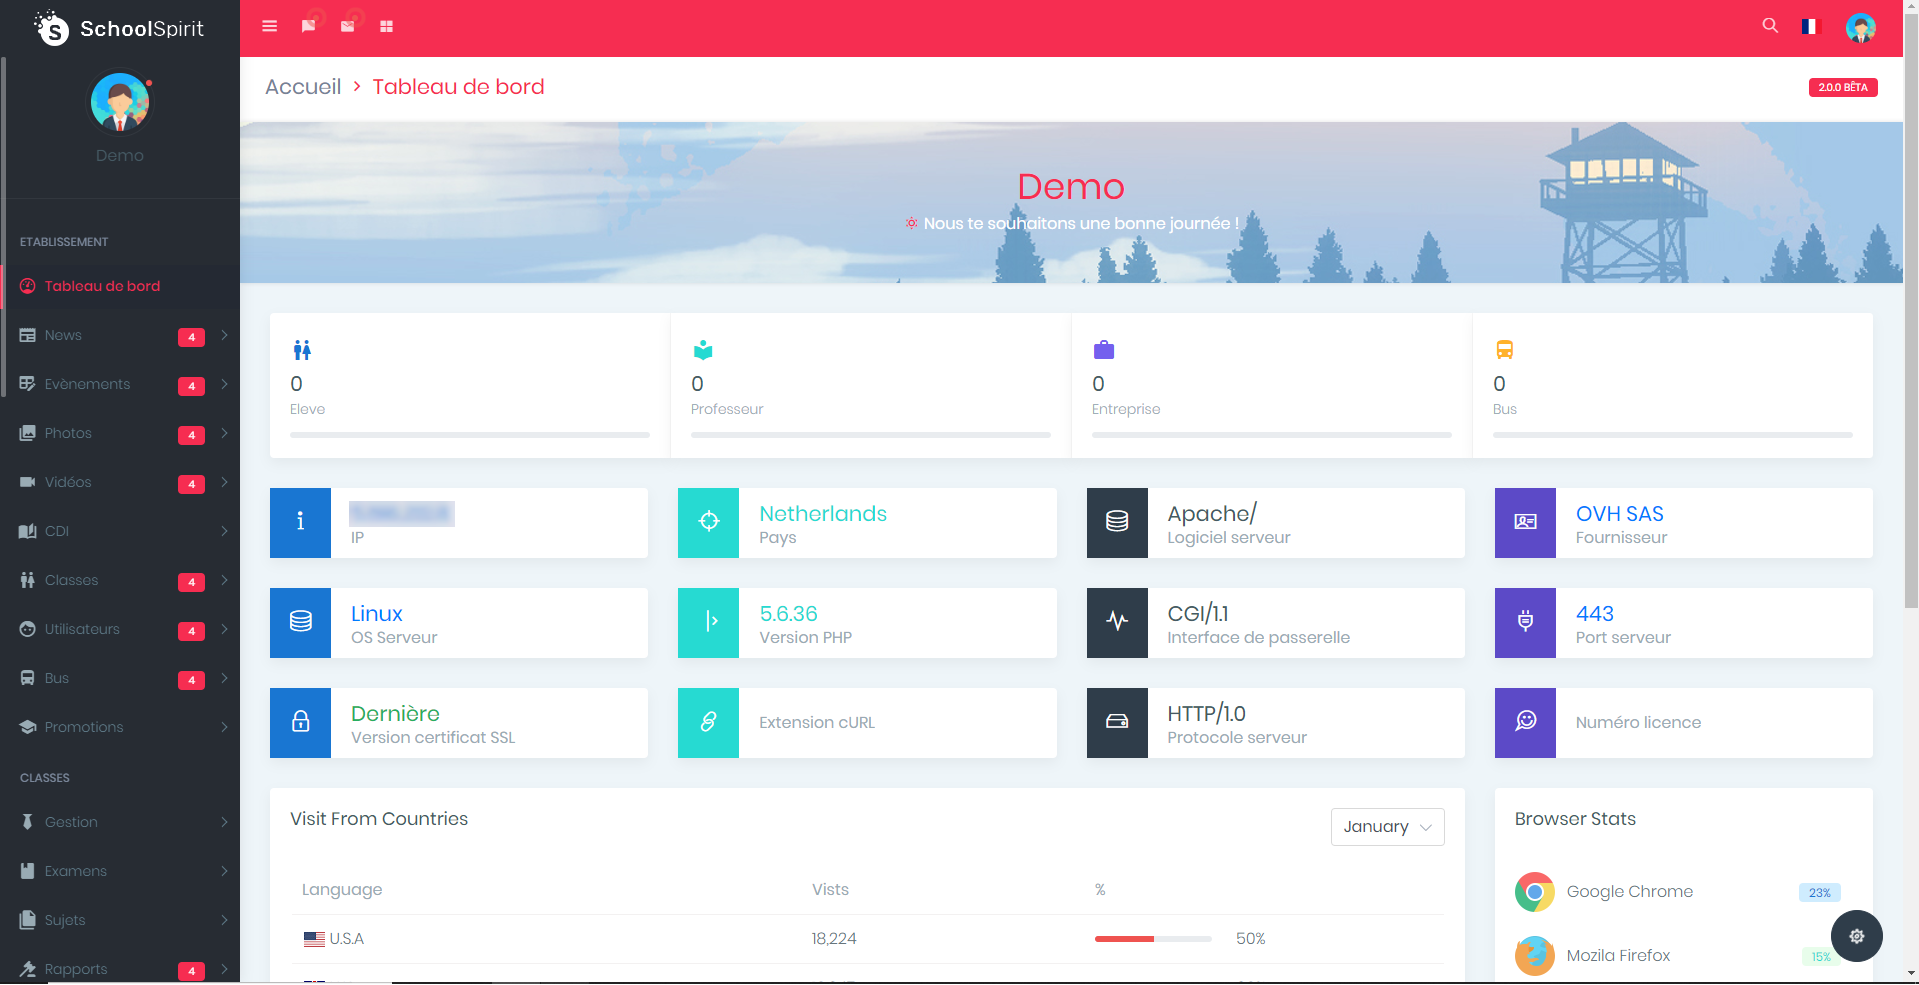 SchoolSpirit
Demo
ETABLISSEMENT
Tableau de bord
News 4
Evènements 4
Photos 4
Vidéos 4
CDI
Classes 4
Utilisateurs 4
Bus 4
Promotions
CLASSES
Gestion
Examens
Sujets
Rapports 4
Accueil > Tableau de bord
2.0.0 BÊTA
Demo
Nous te souhaitons une bonne journée !
0
Eleve
0
Professeur
0
Entreprise
0
Bus
IP
Netherlands
Pays
Apache/
Logiciel serveur
OVH SAS
Fournisseur
Linux
OS Serveur
5.6.36
Version PHP
CGI/1.1
Interface de passerelle
443
Port serveur
Dernière
Version certificat SSL
Extension cURL
HTTP/1.0
Protocole serveur
Numéro licence
Visit From Countries
January
Language Vists %
U.S.A 18,224 50%
Browser Stats
Google Chrome 23%
Mozila Firefox 15%